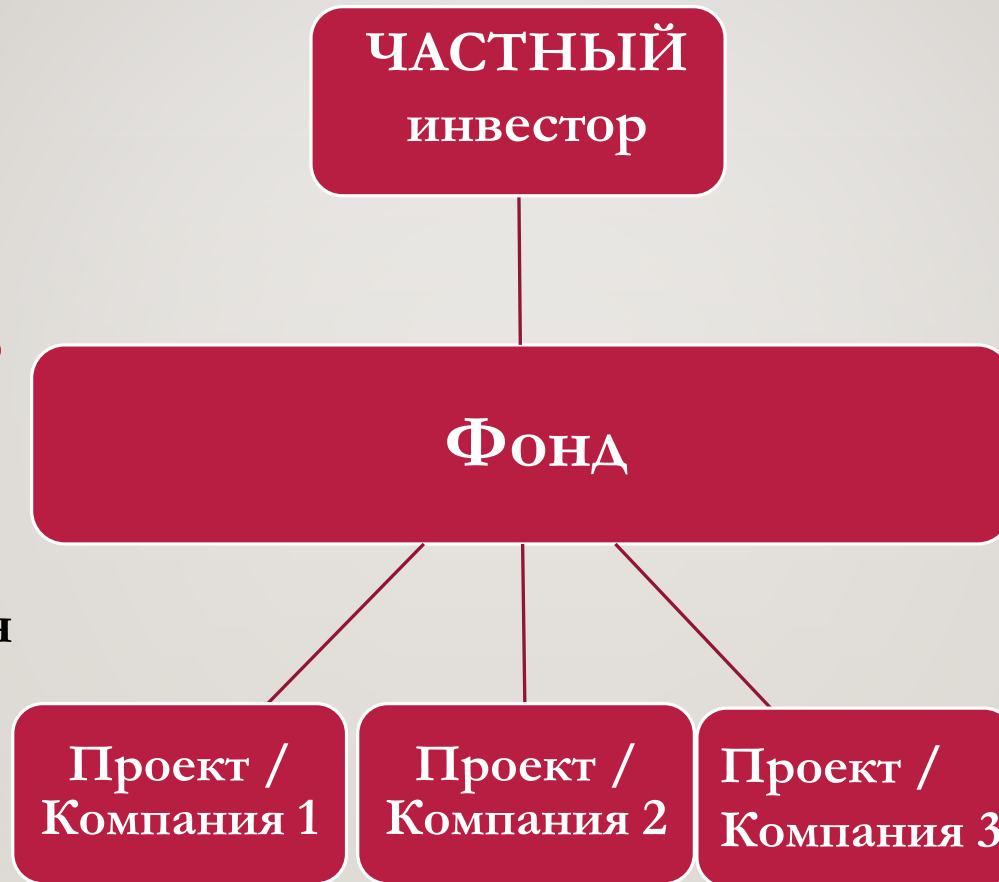 ЧАСТНЫЙ
инвестор
Фонд
я
Проект /
Компания 1
Проект /
Компания 2
Проект /
Компания 3